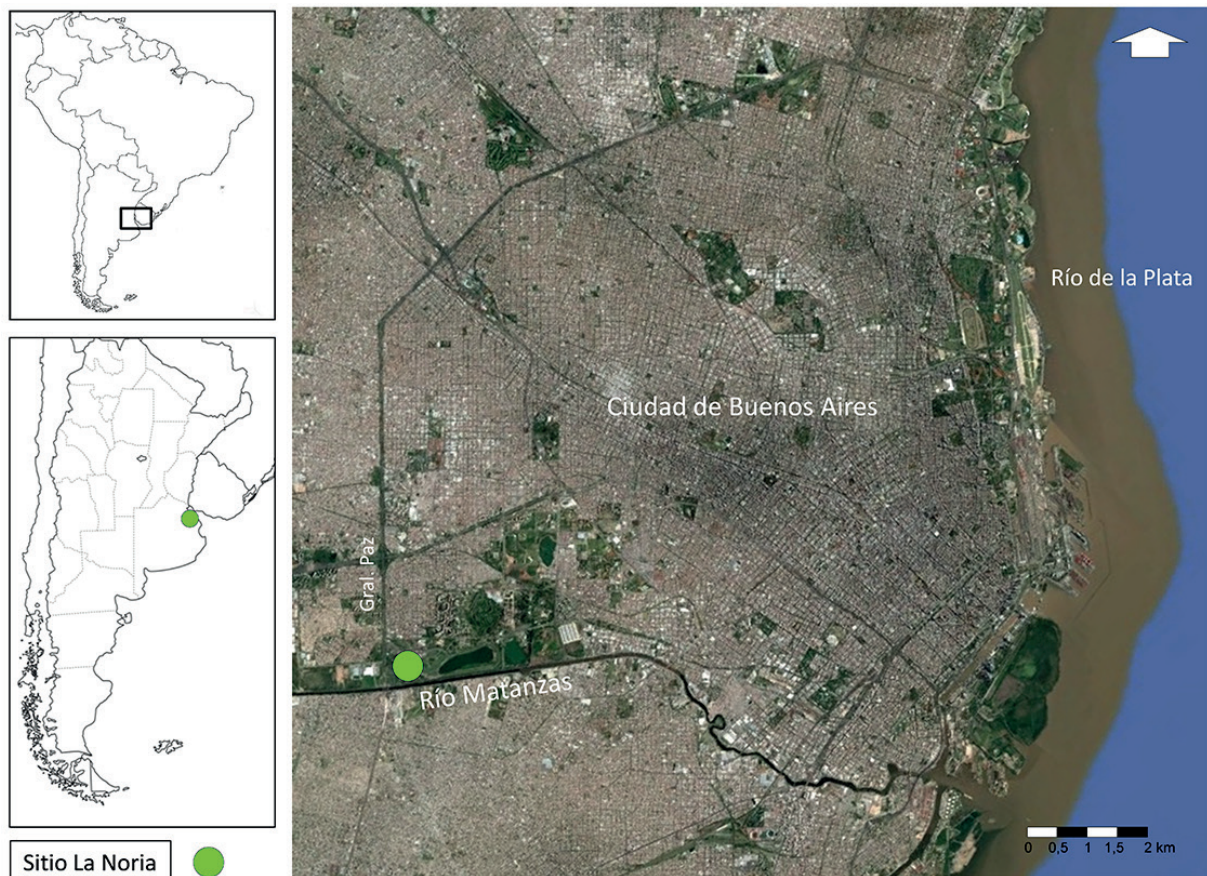 Río de la Plata
Ciudad de Buenos Aires
Gral. Paz
Río Matanzas
0 0,5 1 1,5 2 km
Sitio La Noria